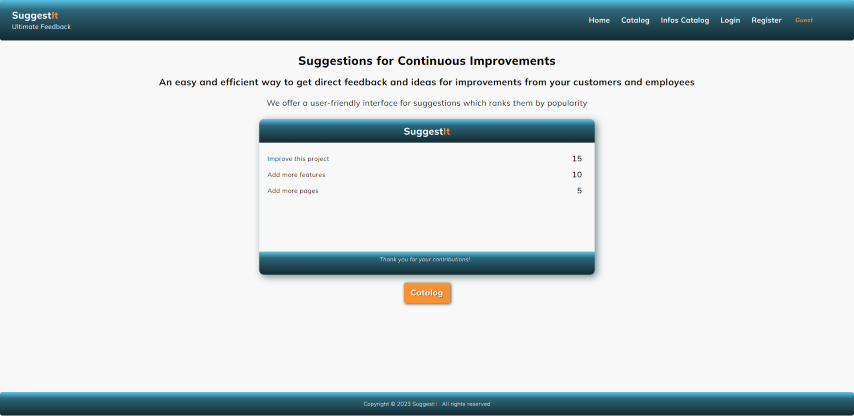 SuggestIt
Ultimate Feedback
Home Catalog Infos Catalog Login Register Guest
Suggestions for Continuous Improvements
An easy and efficient way to get direct feedback and ideas for improvements from your customers and employees
We offer a user-friendly interface for suggestions which ranks them by popularity
SuggestIt
Improve this project 15
Add more features 10
Add more pages 5
Thank you for your contributions!
Catalog
Copyright © 2023 SuggestIt All rights reserved